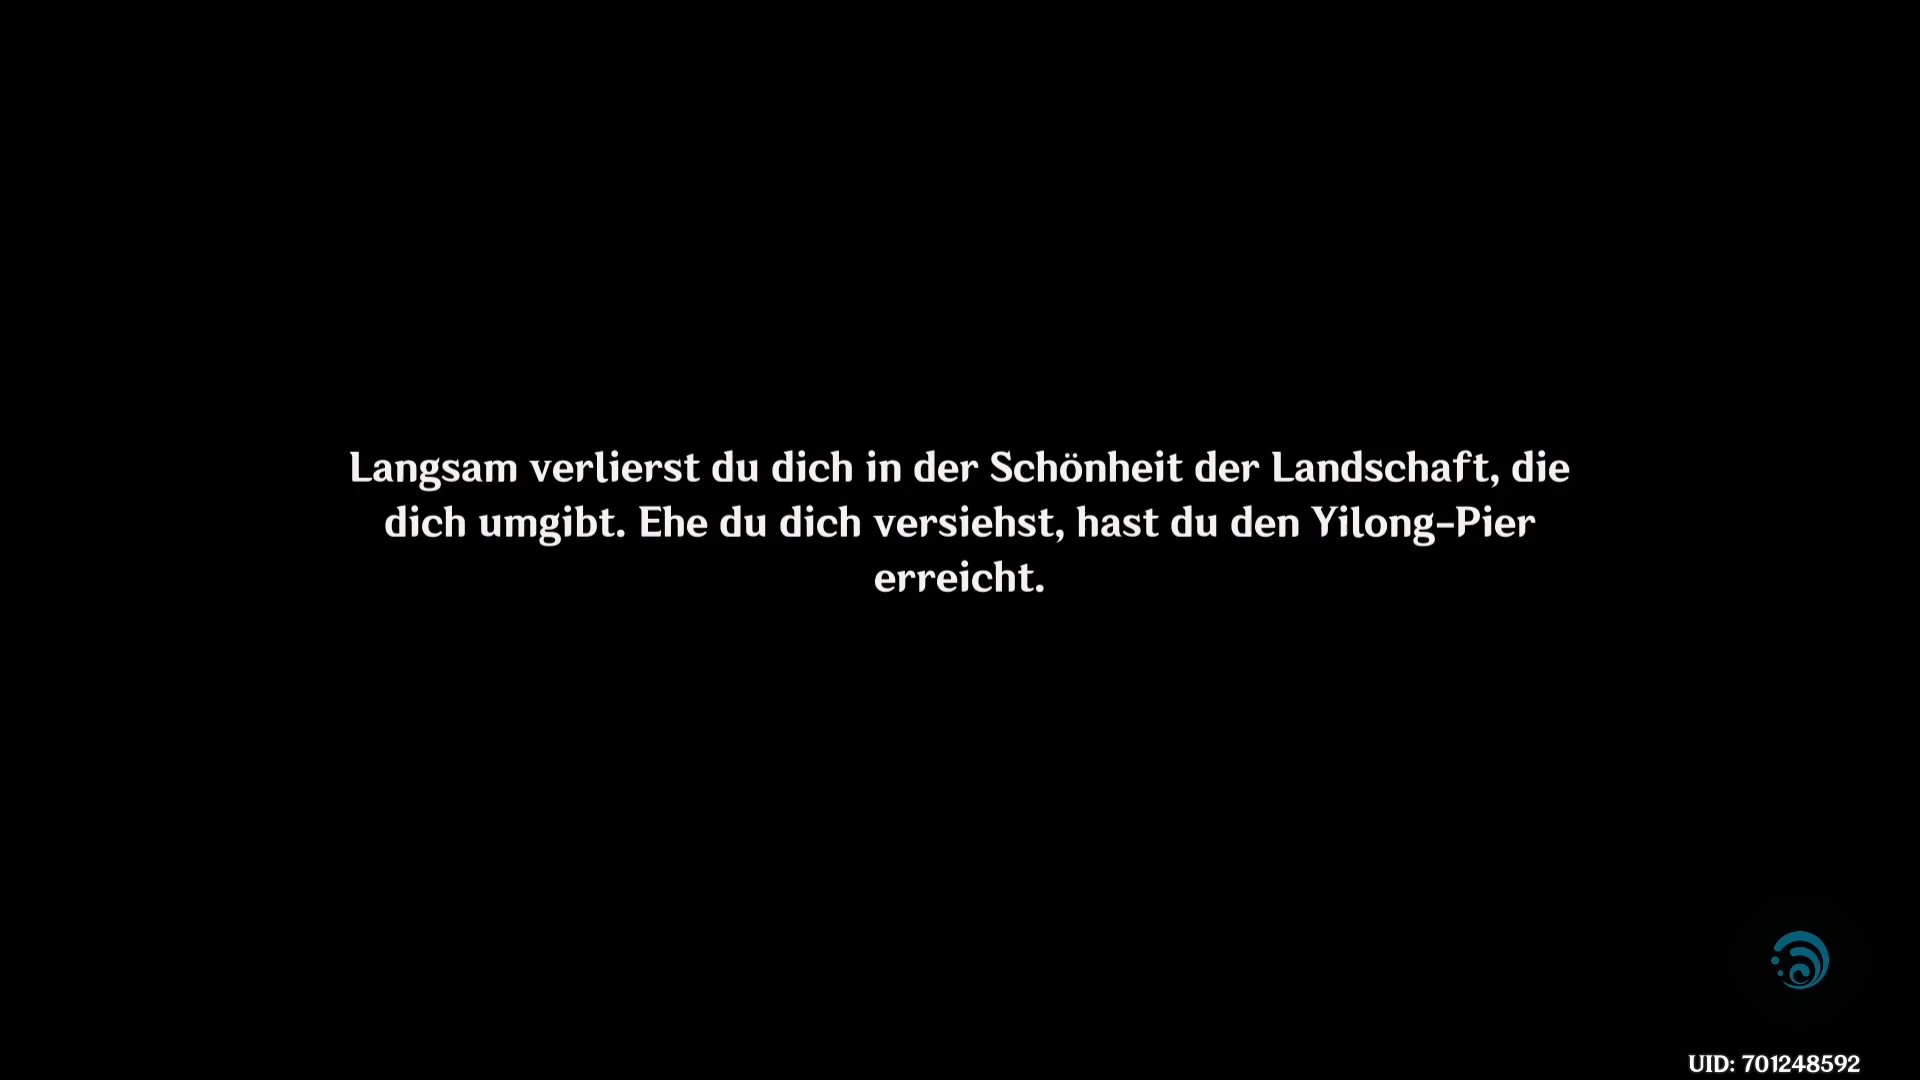 Langsam verlierst du dich in der Schönheit der Landschaft, die
dich umgibt. Ehe du dich versiehst, hast du den Yilong-Pier
erreicht.
UID: 701248592